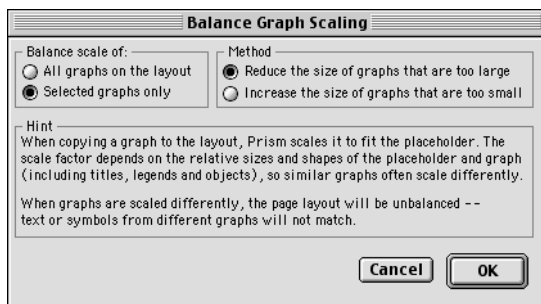 Balance Graph Scaling
Balance scale of:
All graphs on the layout
Selected graphs only
Method
Reduce the size of graphs that are too large
Increase the size of graphs that are too small
Hint
When copying a graph to the layout, Prism scales it to fit the placeholder. The
scale factor depends on the relative sizes and shapes of the placeholder and graph
(including titles, legends and objects), so similar graphs often scale differently.
When graphs are scaled differently, the page layout will be unbalanced --
text or symbols from different graphs will not match.
Cancel
OK